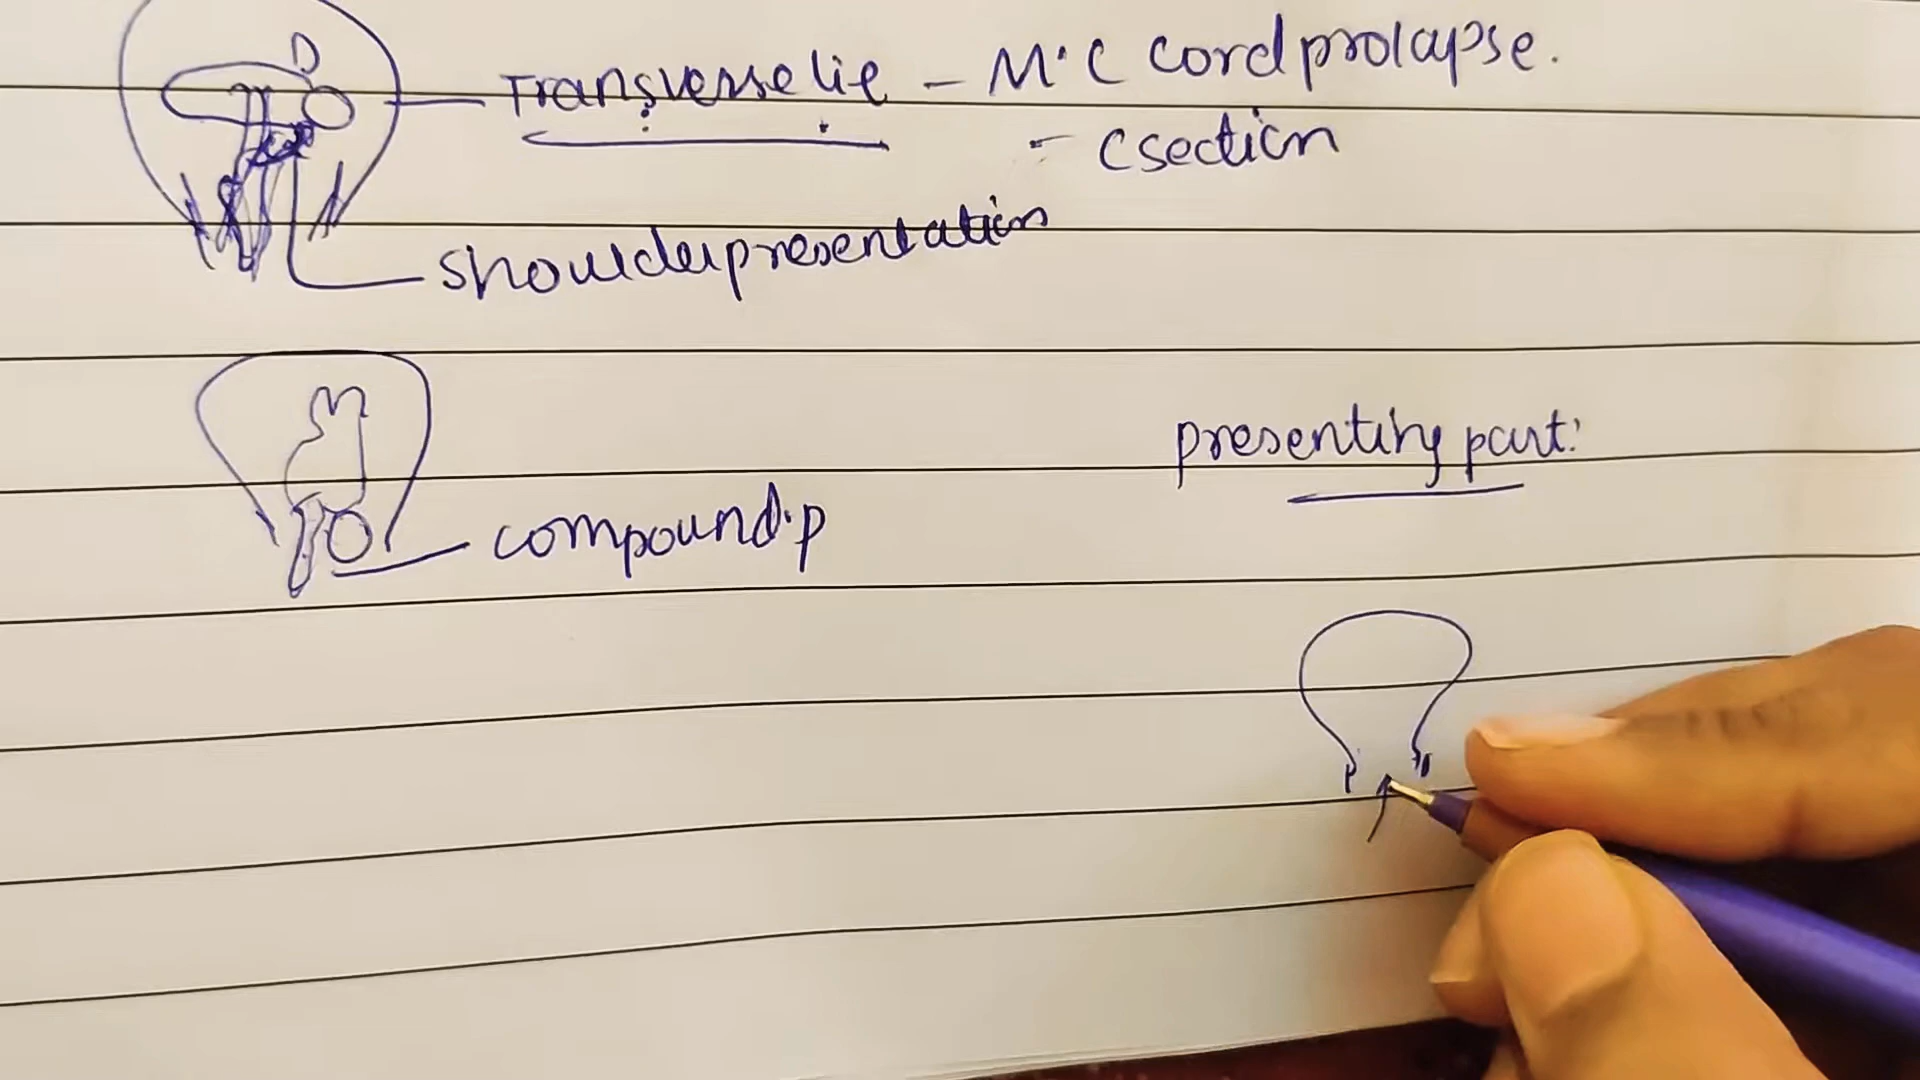 D
Transverse lie - M.C cord prolapse.
- C section
shoulder presentation
presenting part:
compound.p